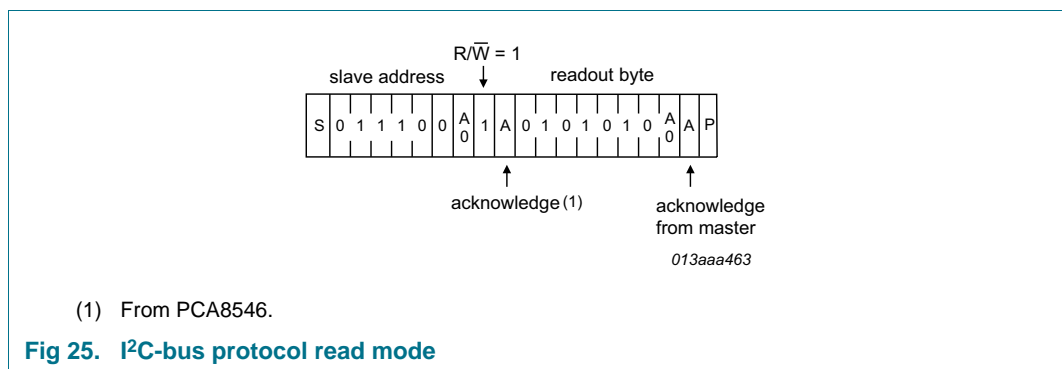 R/W̅ = 1
slave address readout byte
S 0 1 1 1 0 0 A0 1 A 0 1 0 1 0 1 0 A0 A P
acknowledge (1)
acknowledge
from master
013aaa463
(1) From PCA8546.
Fig 25. I²C-bus protocol read mode